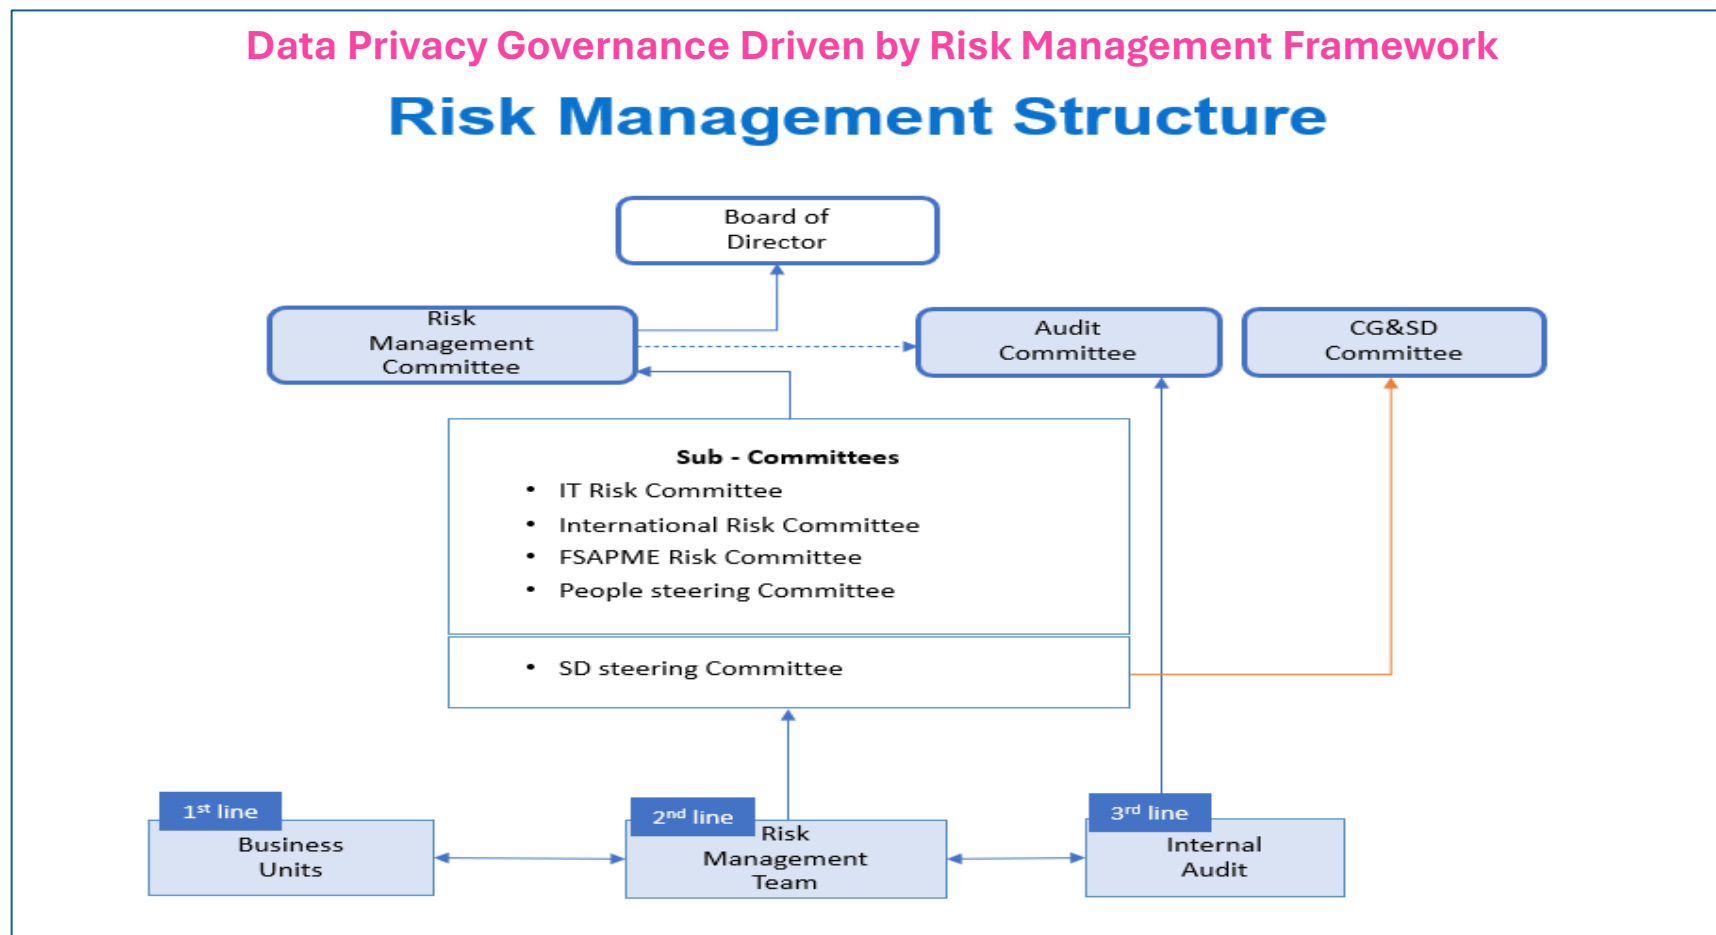 Data Privacy Governance Driven by Risk Management Framework
Risk Management Structure
Board of
Director
Risk
Management
Committee
Audit
Committee
CG&SD
Committee
Sub - Committees
• IT Risk Committee
• International Risk Committee
• FSAPME Risk Committee
• People steering Committee
• SD steering Committee
1st line
Business
Units
2nd line
Risk
Management
Team
3rd line
Internal
Audit